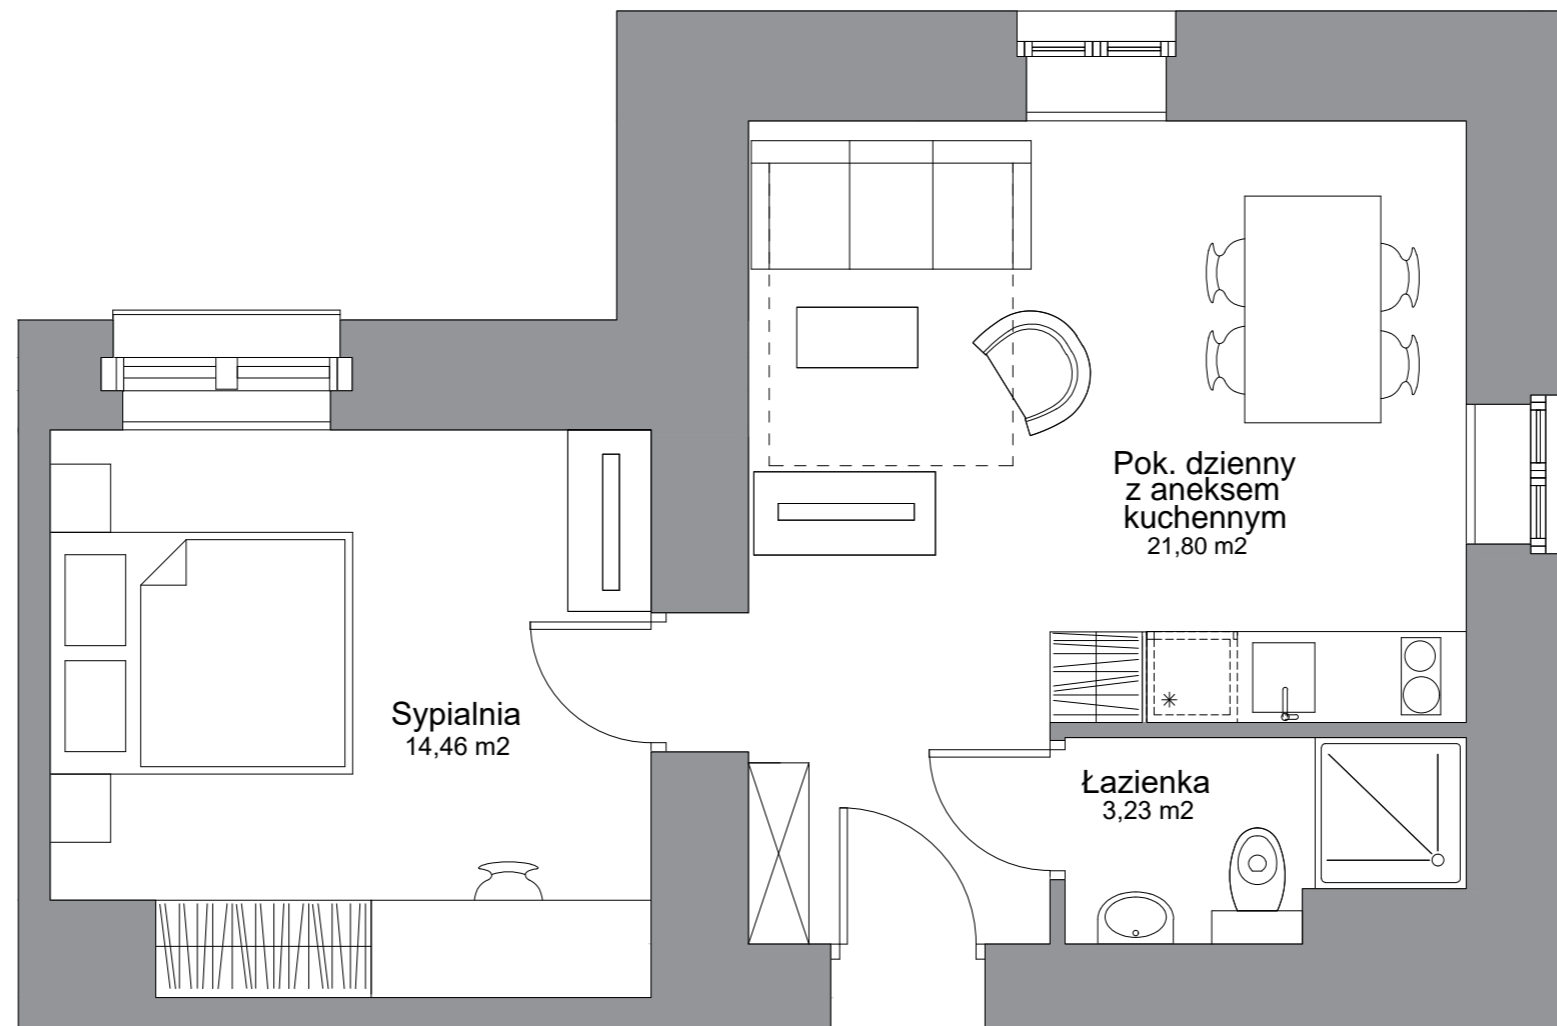 Pok. dzienny
z aneksem
kuchennym
21,80 m2
Sypialnia
14,46 m2
Łazienka
3,23 m2